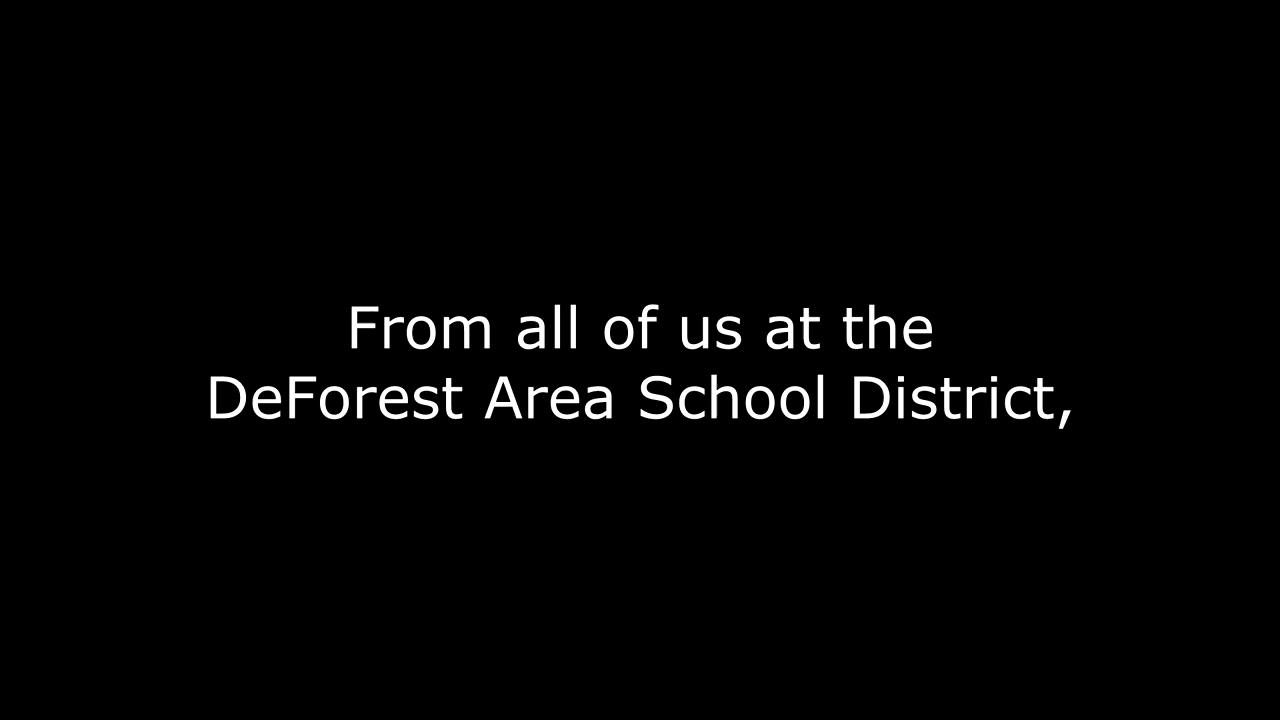 From all of us at the
DeForest Area School District,